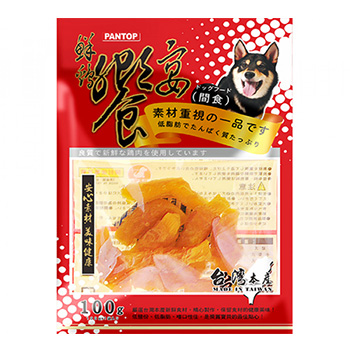 PANTOP
鮮鴨
饗宴
ドッグフード
(間食)
素材重視の一品です
低脂肪でたんぱく質たっぷり
良質で新鮮な鶏肉を使用しています
安心素材 美味健康
台灣本產
MADE IN TAIWAN
100g